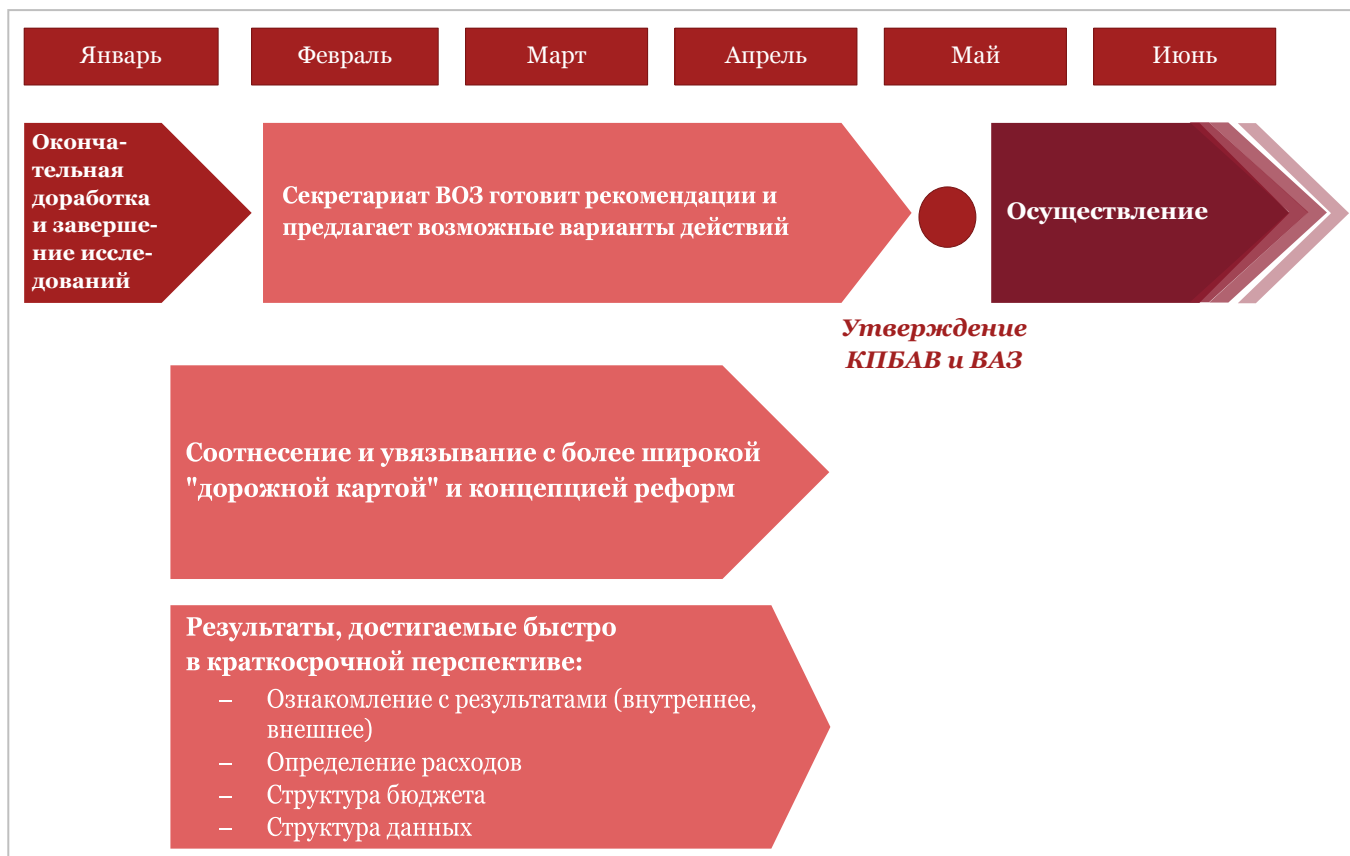 Январь
Февраль
Март
Апрель
Май
Июнь
Оконча-
тельная
доработка
и заверше-
ние иссле-
дований
Секретариат ВОЗ готовит рекомендации и
предлагает возможные варианты действий
Осуществление
Утверждение
КПБАВ и ВАЗ
Соотнесение и увязывание с более широкой
"дорожной картой" и концепцией реформ
Результаты, достигаемые быстро
в краткосрочной перспективе:
– Ознакомление с результатами (внутреннее,
внешнее)
– Определение расходов
– Структура бюджета
– Структура данных